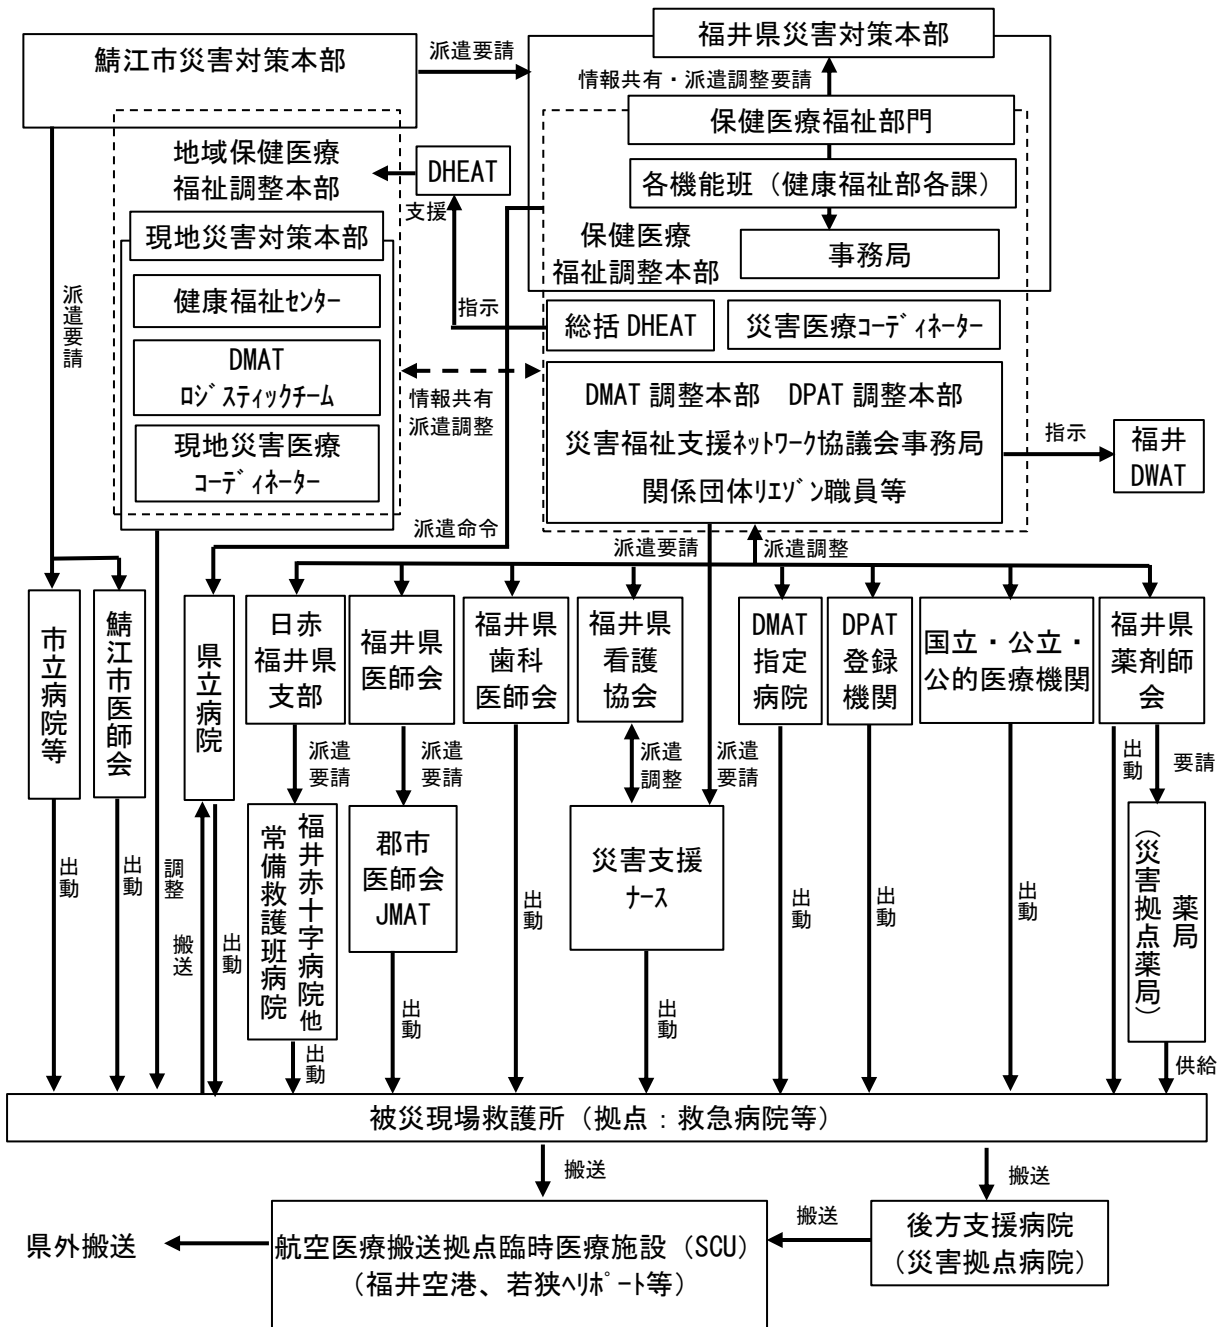 鯖江市災害対策本部
派遣要請
福井県災害対策本部
情報共有・派遣調整要請
保健医療福祉部門
各機能班（健康福祉部各課）
事務局
保健医療
福祉調整本部
地域保健医療
福祉調整本部
DHEAT
支援
指示
現地災害対策本部
健康福祉ｾﾝﾀｰ
DMAT
ﾛｼﾞｽﾃｨｯｸﾁｰﾑ
現地災害医療
ｺｰﾃﾞｨﾈｰﾀｰ
派遣要請
総括 DHEAT
災害医療ｺｰﾃﾞｨﾈｰﾀｰ
情報共有
派遣調整
DMAT 調整本部 DPAT 調整本部
災害福祉支援ﾈｯﾄﾜｰｸ協議会事務局
関係団体ﾘｴｿﾞﾝ職員等
指示
福井
DWAT
派遣命令
派遣要請
派遣調整
市立病院等
鯖江市医師会
県立病院
日赤
福井県
支部
福井県
医師会
福井県
歯科
医師会
福井県
看護
協会
DMAT
指定
病院
DPAT
登録
機関
国立・公立・
公的医療機関
福井県
薬剤師
会
派遣
要請
派遣
要請
派遣
調整
派遣
要請
出動
要請
福井赤十字病院他
常備救護班病院
郡市
医師会
JMAT
災害支援
ﾅｰｽ
薬局
（災害拠点薬局）
出動
出動
調整
搬送
出動
出動
出動
出動
出動
出動
出動
出動
供給
被災現場救護所（拠点：救急病院等）
搬送
搬送
県外搬送
航空医療搬送拠点臨時医療施設（SCU）
（福井空港、若狭ﾍﾘﾎﾟｰﾄ等）
搬送
後方支援病院
（災害拠点病院）